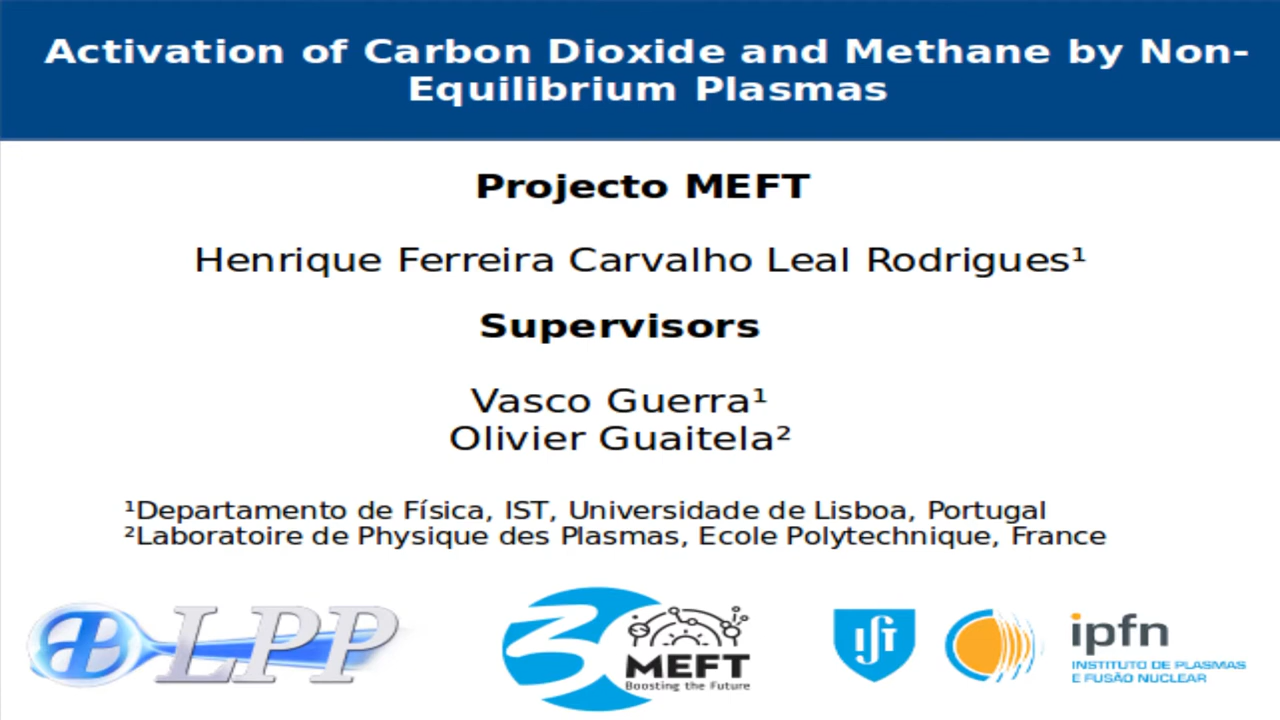 Activation of Carbon Dioxide and Methane by Non-
Equilibrium Plasmas
Projecto MEFT
Henrique Ferreira Carvalho Leal Rodrigues¹
Supervisors
Vasco Guerra¹
Olivier Guaitela²
¹Departamento de Física, IST, Universidade de Lisboa, Portugal
²Laboratoire de Physique des Plasmas, Ecole Polytechnique, France
LPP
3
MEFT
Boosting the Future
IST
ipfn
INSTITUTO DE PLASMAS
E FUSÃO NUCLEAR